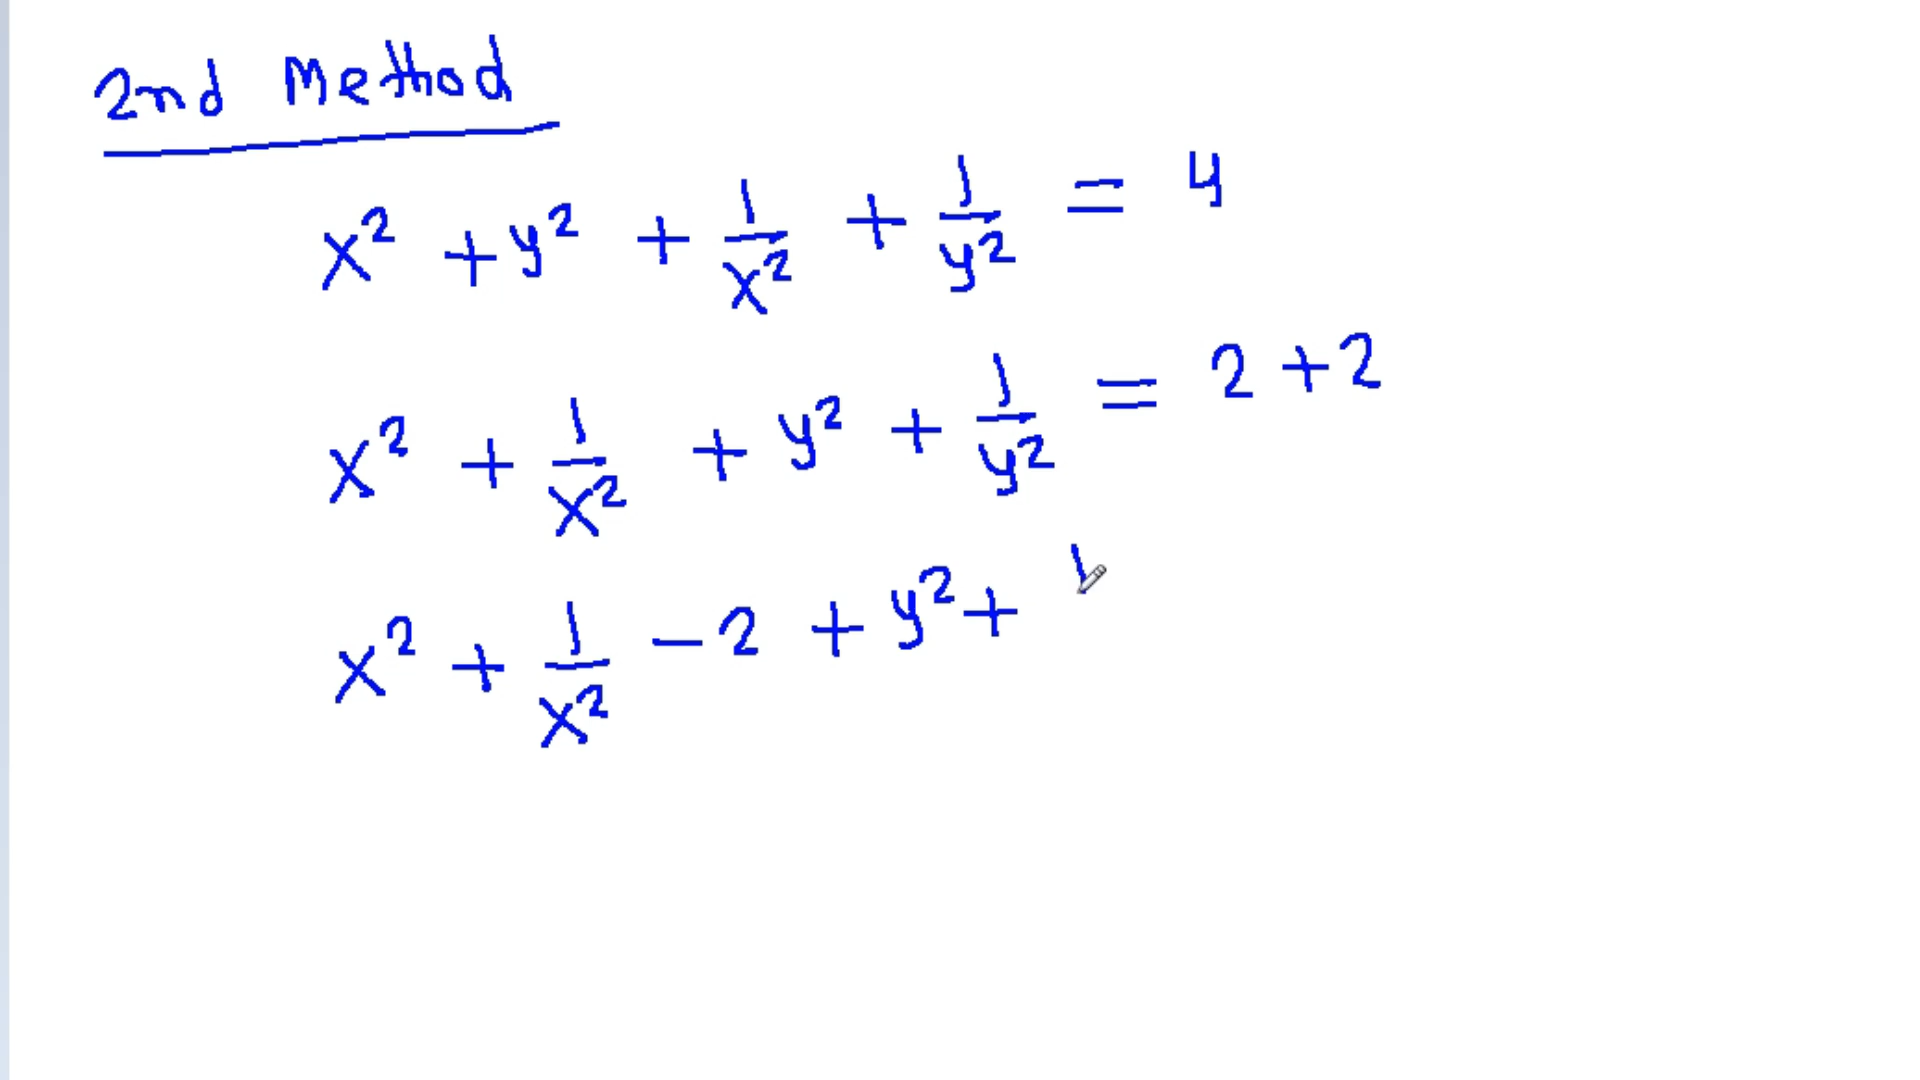 2nd Method
x² + y² + 1/x² + 1/y² = 4
x² + 1/x² + y² + 1/y² = 2 + 2
x² + 1/x² - 2 + y² + 1